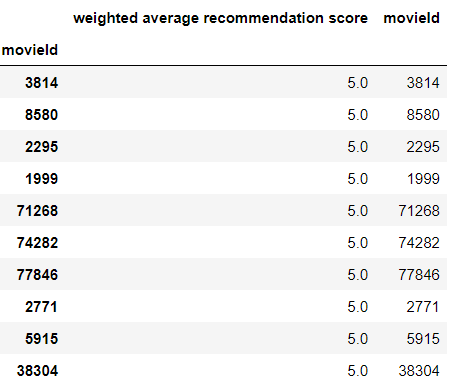 weighted average recommendation score movieId
movieId
3814 5.0 3814
8580 5.0 8580
2295 5.0 2295
1999 5.0 1999
71268 5.0 71268
74282 5.0 74282
77846 5.0 77846
2771 5.0 2771
5915 5.0 5915
38304 5.0 38304